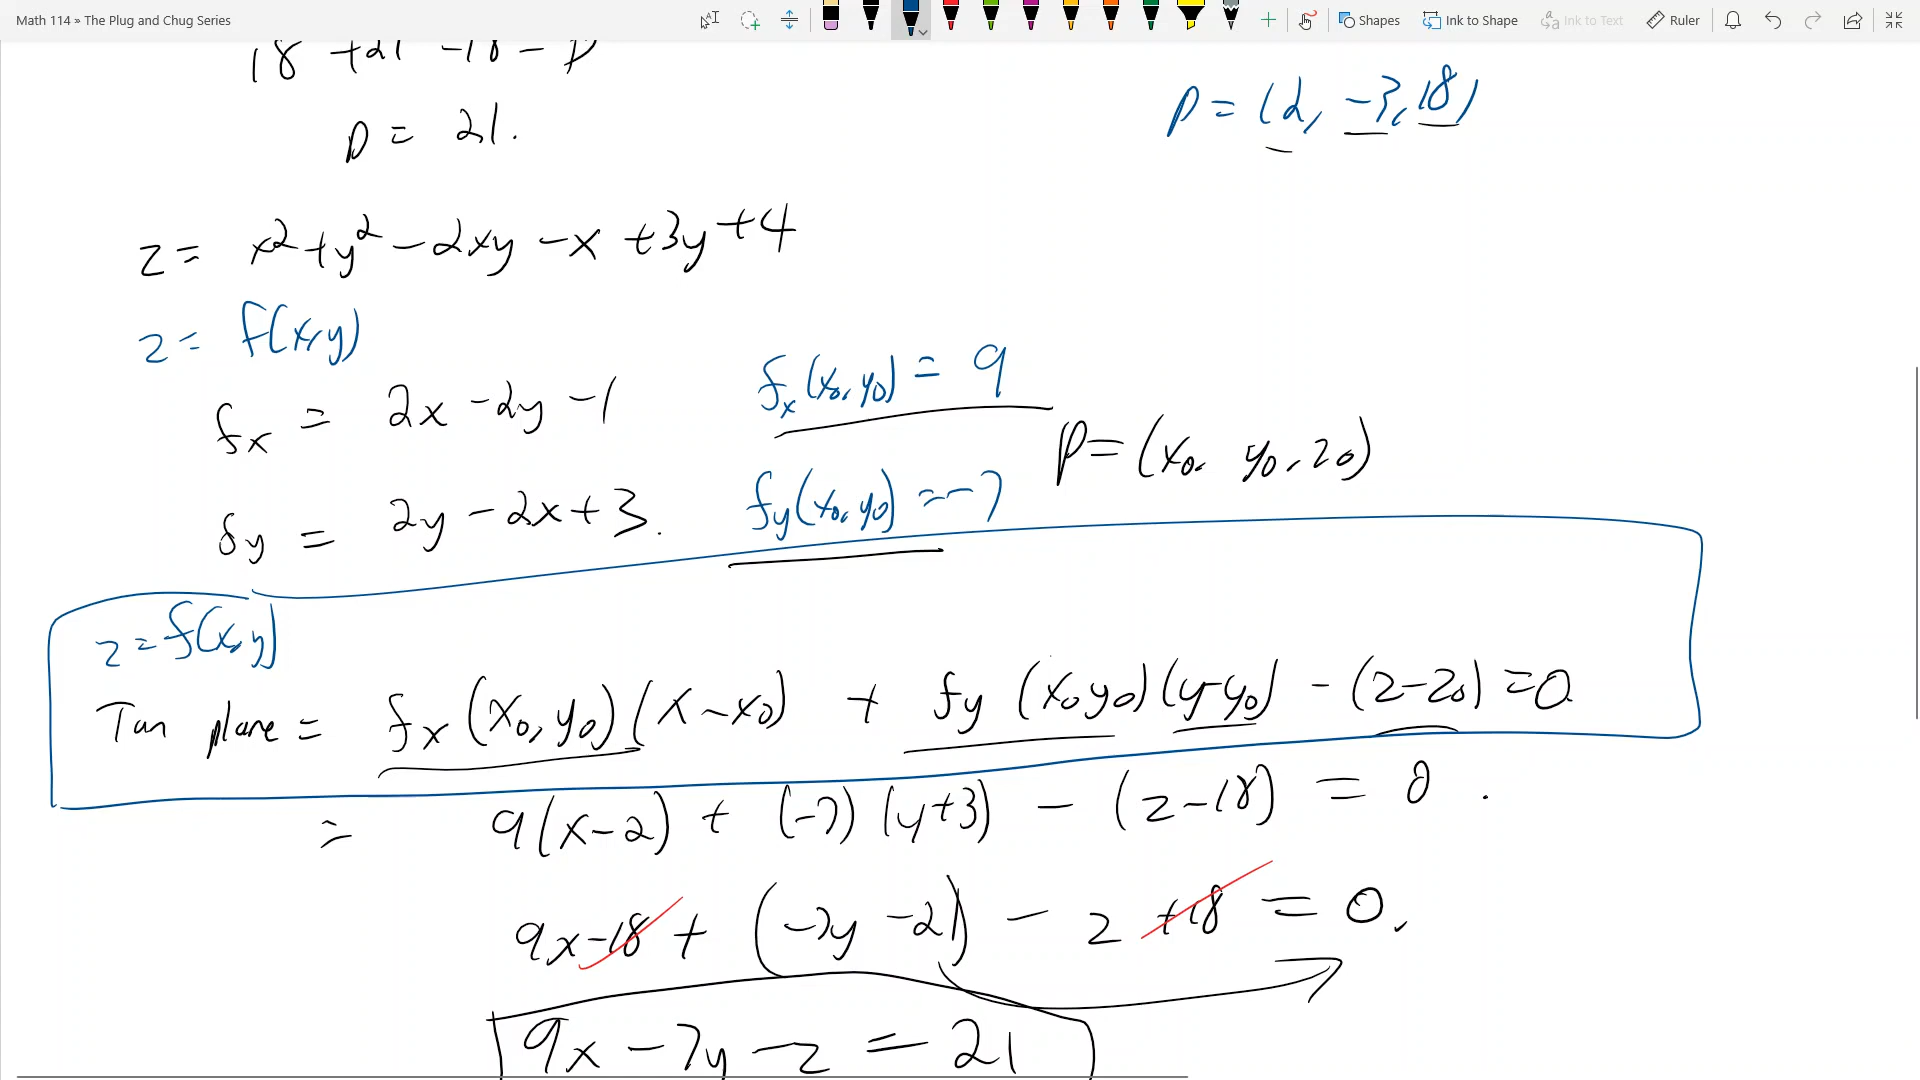 Math 114 » The Plug and Chug Series
Shapes
Ink to Shape
Ink to Text
Ruler
18 +21 -18 = D
P = (2, -3, 18)
D = 21.
z = x² + y² - 2xy - x + 3y + 4
z = f(x,y)
fx = 2x - 2y - 1
fx(x0, y0) = 9
P = (x0, y0, z0)
fy = 2y - 2x + 3.
fy(x0, y0) = -7
z = f(x,y)
Tan plane = fx (x0, y0)(x - x0) + fy (x0 y0)(y-y0) - (z-z0) = 0
= 9(x-2) + (-7)(y+3) - (z-18) = 0.
9x-18 + (-7y -21) - z +18 = 0.
9x - 7y - z = 21